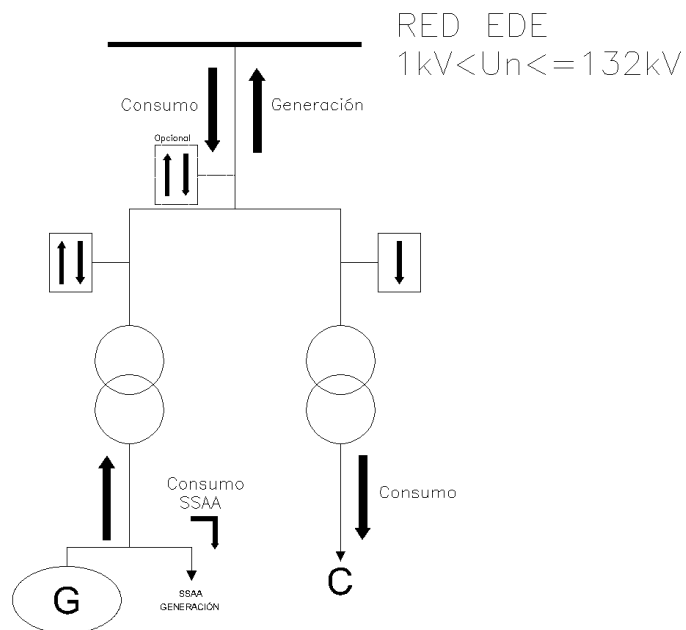 RED EDE
1kV<Un<=132kV
Consumo
Generación
Opcional
Consumo
SSAA
Consumo
G
SSAA
GENERACIÓN
C